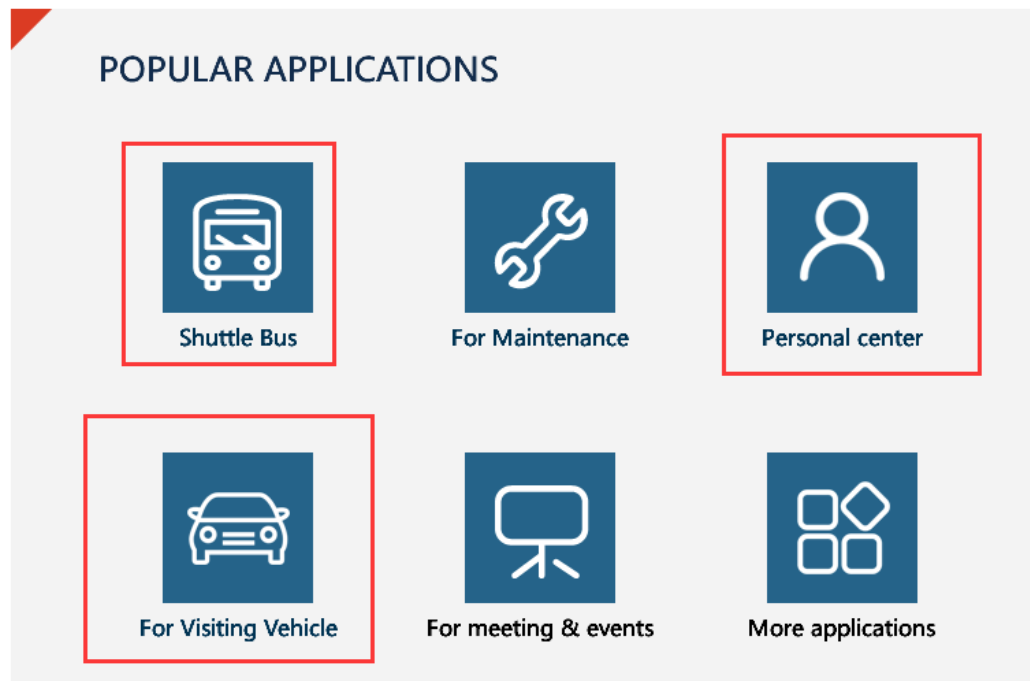 POPULAR APPLICATIONS
Shuttle Bus
For Maintenance
Personal center
For Visiting Vehicle
For meeting & events
More applications